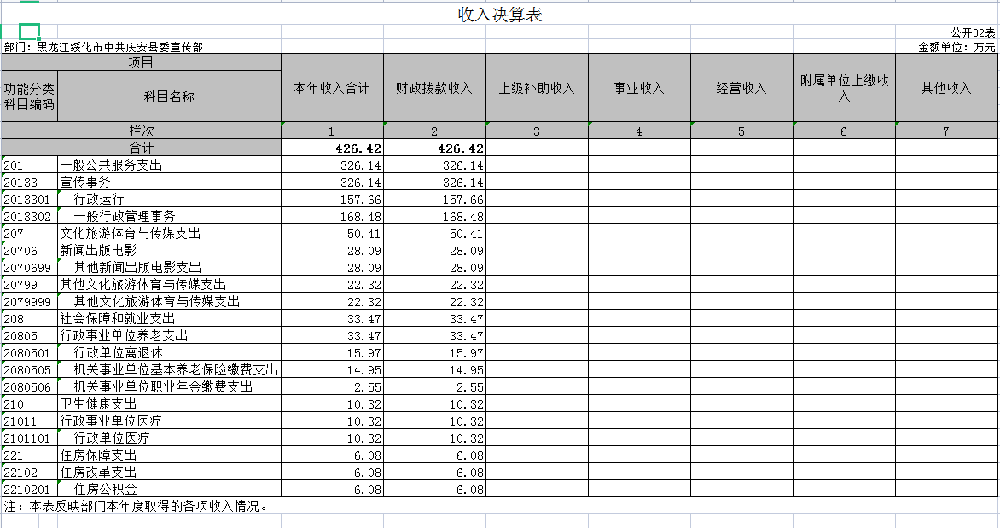 收入决算表
公开02表
部门：黑龙江绥化市中共庆安县委宣传部 金额单位：万元
项目 本年收入合计 财政拨款收入 上级补助收入 事业收入 经营收入 附属单位上缴收入 其他收入
功能分类科目编码 科目名称
栏次 1 2 3 4 5 6 7
合计 426.42 426.42
201 一般公共服务支出 326.14 326.14
20133 宣传事务 326.14 326.14
2013301 行政运行 157.66 157.66
2013302 一般行政管理事务 168.48 168.48
207 文化旅游体育与传媒支出 50.41 50.41
20706 新闻出版电影 28.09 28.09
2070699 其他新闻出版电影支出 28.09 28.09
20799 其他文化旅游体育与传媒支出 22.32 22.32
2079999 其他文化旅游体育与传媒支出 22.32 22.32
208 社会保障和就业支出 33.47 33.47
20805 行政事业单位养老支出 33.47 33.47
2080501 行政单位离退休 15.97 15.97
2080505 机关事业单位基本养老保险缴费支出 14.95 14.95
2080506 机关事业单位职业年金缴费支出 2.55 2.55
210 卫生健康支出 10.32 10.32
21011 行政事业单位医疗 10.32 10.32
2101101 行政单位医疗 10.32 10.32
221 住房保障支出 6.08 6.08
22102 住房改革支出 6.08 6.08
2210201 住房公积金 6.08 6.08
注：本表反映部门本年度取得的各项收入情况。